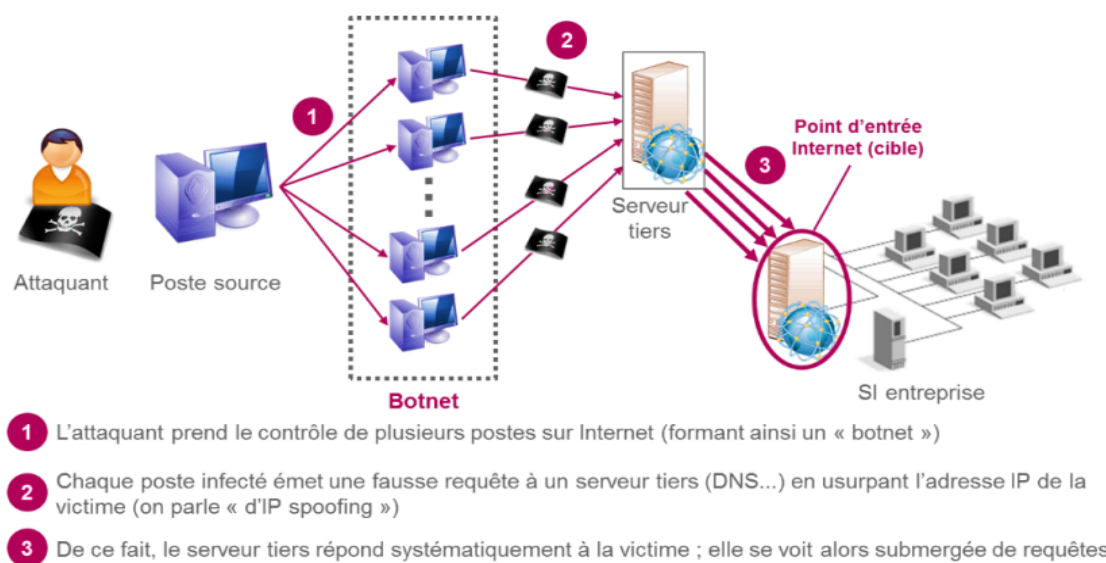 2
1
Point d'entrée
Internet (cible)
3
Serveur
tiers
Attaquant
Poste source
SI entreprise
Botnet
1 L'attaquant prend le contrôle de plusieurs postes sur Internet (formant ainsi un « botnet »)
2 Chaque poste infecté émet une fausse requête à un serveur tiers (DNS...) en usurpant l'adresse IP de la
victime (on parle « d'IP spoofing »)
3 De ce fait, le serveur tiers répond systématiquement à la victime ; elle se voit alors submergée de requêtes